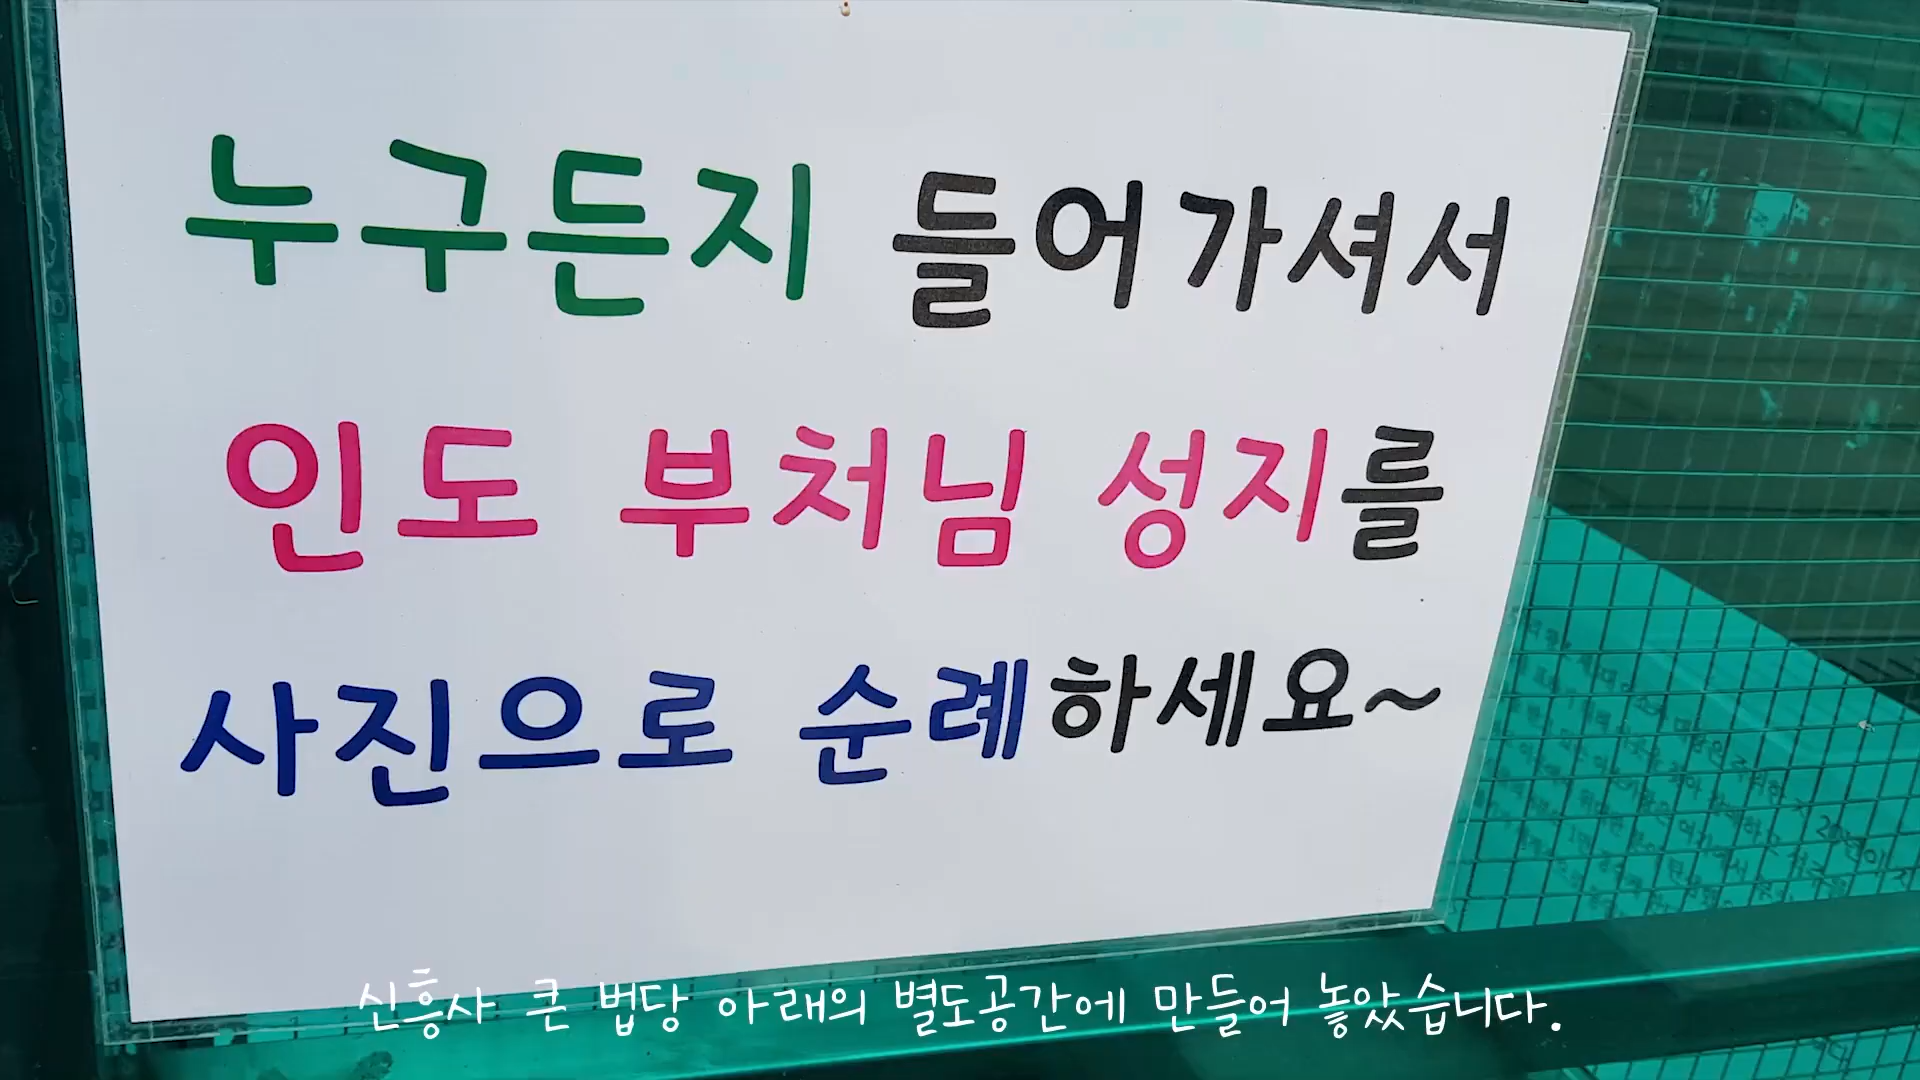 누구든지 들어가셔서
인도 부처님 성지를
사진으로 순례하세요~
신흥사 큰 법당 아래의 별도공간에 만들어 놓았습니다.